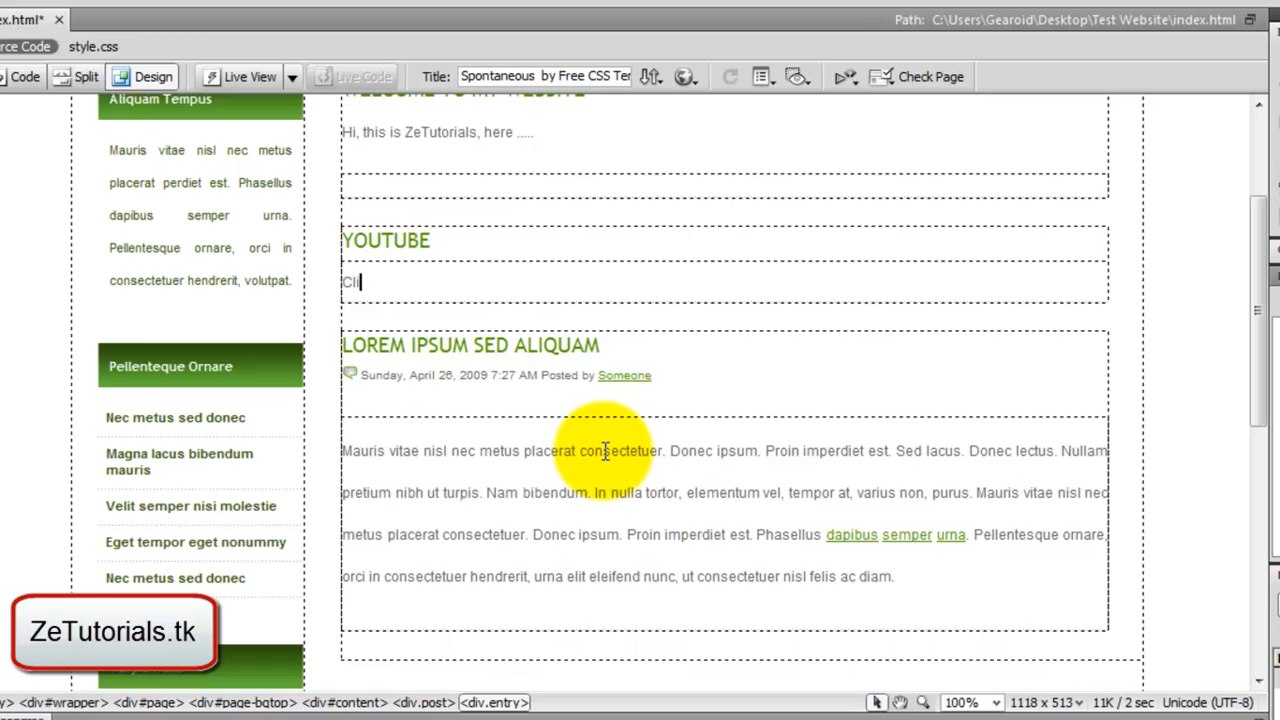 ex.html*
Path: C:\Users\Gearoid\Desktop\Test Website\index.html
rce Code
style.css
Code
Split
Design
Live View
Live Code
Title:
Spontaneous by Free CSS Ter
Check Page
Aliquam Tempus
Mauris vitae nisl nec metus
placerat perdiet est. Phasellus
dapibus semper urna.
Pellentesque ornare, orci in
consectetuer hendrerit, volutpat.
Pellenteque Ornare
Nec metus sed donec
Magna lacus bibendum
mauris
Velit semper nisi molestie
Eget tempor eget nonummy
Nec metus sed donec
ZeTutorials.tk
WELCOME TO MY WEBSITE
Hi, this is ZeTutorials, here .....
YOUTUBE
Cli
LOREM IPSUM SED ALIQUAM
Sunday, April 26, 2009 7:27 AM Posted by Someone
Mauris vitae nisl nec metus placerat consectetuer. Donec ipsum. Proin imperdiet est. Sed lacus. Donec lectus. Nullam
pretium nibh ut turpis. Nam bibendum. In nulla tortor, elementum vel, tempor at, varius non, purus. Mauris vitae nisl nec
metus placerat consectetuer. Donec ipsum. Proin imperdiet est. Phasellus dapibus semper urna. Pellentesque ornare,
orci in consectetuer hendrerit, urna elit eleifend nunc, ut consectetuer nisl felis ac diam.
y> <div#wrapper> <div#page> <div#page-bgtop> <div#content> <div.post> <div.entry>
100%
1118 x 513
11K / 2 sec
Unicode (UTF-8)